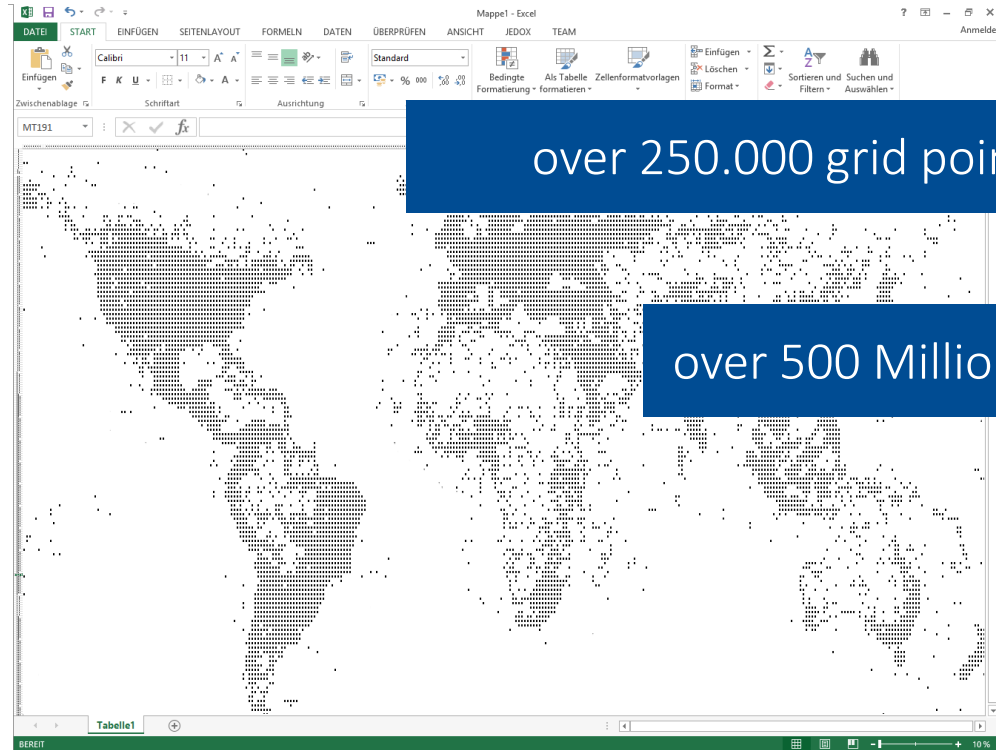 Mappe1 - Excel
Anmelde
DATEI START EINFÜGEN SEITENLAYOUT FORMELN DATEN ÜBERPRÜFEN ANSICHT JEDOX TEAM
Calibri 11 Standard
Einfügen
F K U
% 000
Bedingte Formatierung
Als Tabelle formatieren
Zellenformatvorlagen
Einfügen
Löschen
Format
Sortieren und Filtern
Suchen und Auswählen
Zwischenablage Schriftart Ausrichtung
MT191
fx
over 250.000 grid poi
over 500 Millio
Tabelle1
BEREIT
10 %